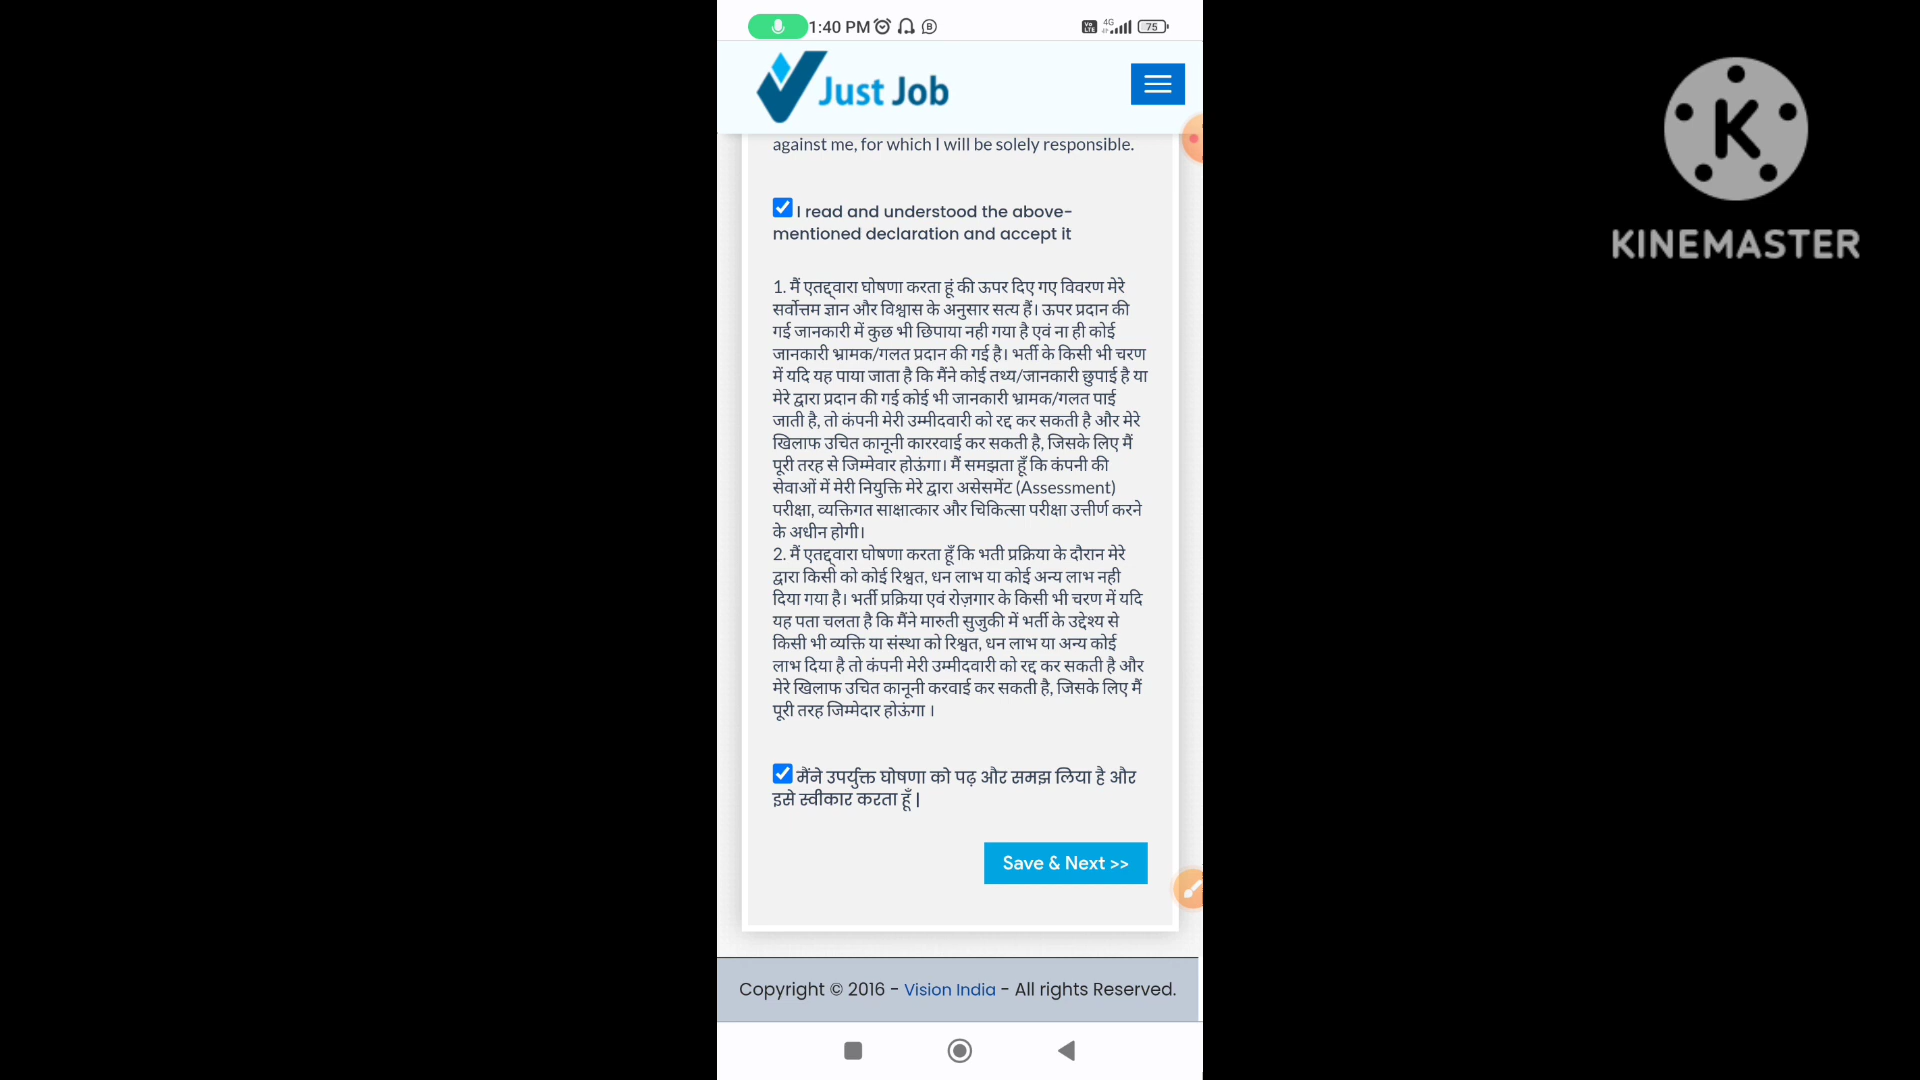 1:40 PM
4G
75
Just Job
against me, for which I will be solely responsible.
I read and understood the above-
mentioned declaration and accept it
1. मैं एतद्द्वारा घोषणा करता हूं की ऊपर दिए गए विवरण मेरे
सर्वोत्तम ज्ञान और विश्वास के अनुसार सत्य हैं। ऊपर प्रदान की
गई जानकारी में कुछ भी छिपाया नही गया है एवं ना ही कोई
जानकारी भ्रामक/गलत प्रदान की गई है। भर्ती के किसी भी चरण
में यदि यह पाया जाता है कि मैंने कोई तथ्य/जानकारी छुपाई है या
मेरे द्वारा प्रदान की गई कोई भी जानकारी भ्रामक/गलत पाई
जाती है, तो कंपनी मेरी उम्मीदवारी को रद्द कर सकती है और मेरे
खिलाफ उचित कानूनी काररवाई कर सकती है, जिसके लिए मैं
पूरी तरह से जिम्मेवार होऊंगा। मैं समझता हूँ कि कंपनी की
सेवाओं में मेरी नियुक्ति मेरे द्वारा असेसमेंट (Assessment)
परीक्षा, व्यक्तिगत साक्षात्कार और चिकित्सा परीक्षा उत्तीर्ण करने
के अधीन होगी।
2. मैं एतद्द्वारा घोषणा करता हूँ कि भती प्रक्रिया के दौरान मेरे
द्वारा किसी को कोई रिश्वत, धन लाभ या कोई अन्य लाभ नही
दिया गया है। भर्ती प्रक्रिया एवं रोज़गार के किसी भी चरण में यदि
यह पता चलता है कि मैंने मारुती सुजुकी में भर्ती के उद्देश्य से
किसी भी व्यक्ति या संस्था को रिश्वत, धन लाभ या अन्य कोई
लाभ दिया है तो कंपनी मेरी उम्मीदवारी को रद्द कर सकती है और
मेरे खिलाफ उचित कानूनी करवाई कर सकती है, जिसके लिए मैं
पूरी तरह जिम्मेदार होऊंगा ।
मैंने उपर्युक्त घोषणा को पढ़ और समझ लिया है और
इसे स्वीकार करता हूँ |
Save & Next >>
Copyright © 2016 - Vision India - All rights Reserved.
K
KINEMASTER